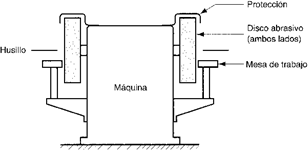 Protección
Disco abrasivo
(ambos lados)
Husillo
Mesa de trabajo
Máquina